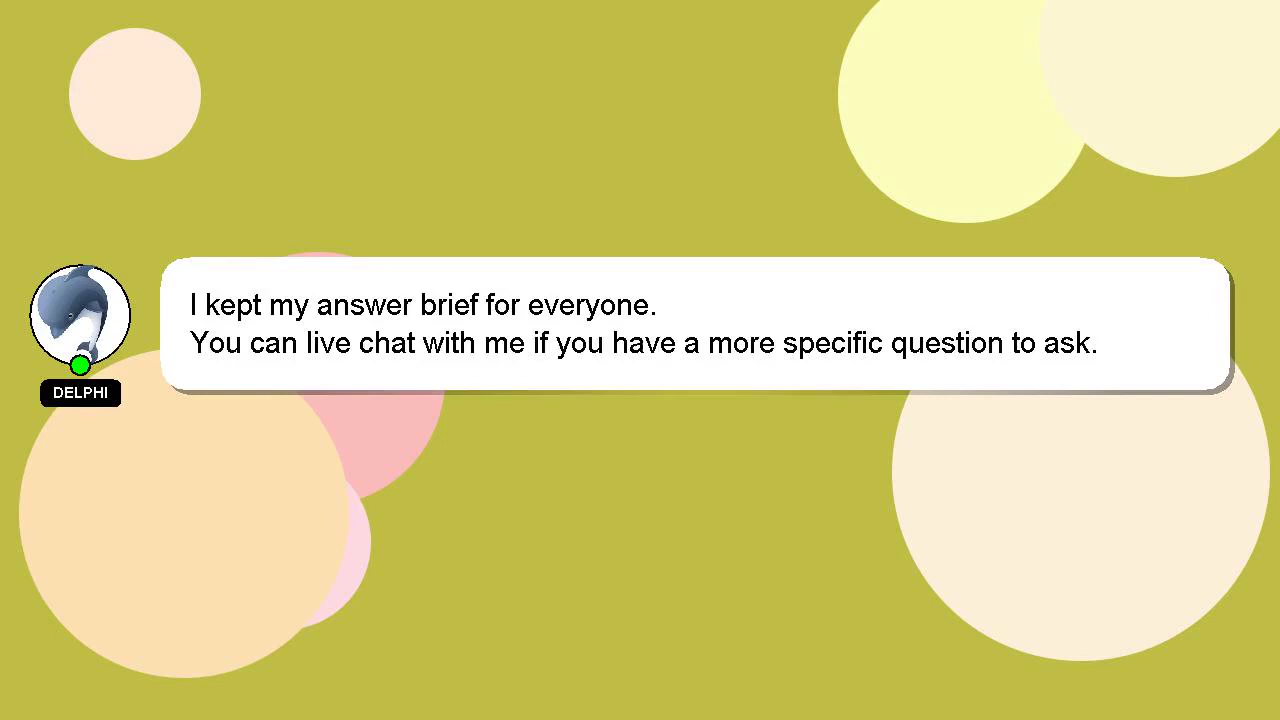 I kept my answer brief for everyone.
You can live chat with me if you have a more specific question to ask.
DELPHI